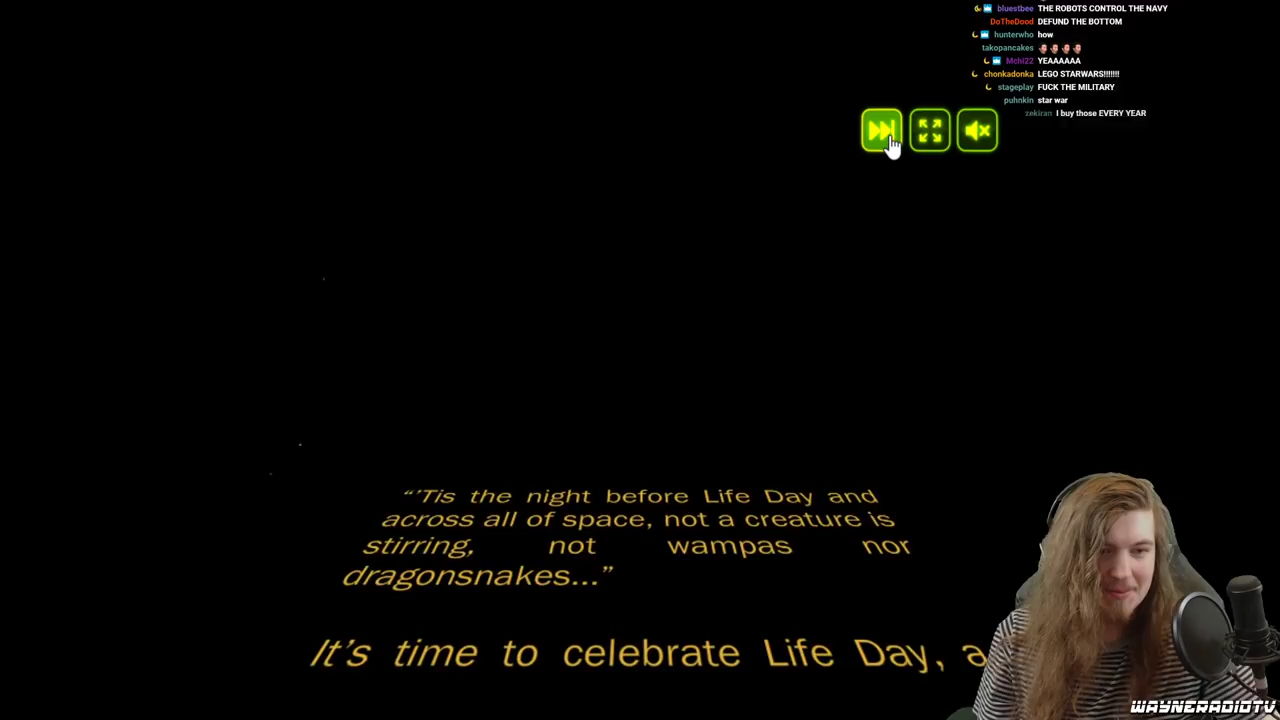 bluestbee THE ROBOTS CONTROL THE NAVY
DoTheDood DEFUND THE BOTTOM
hunterwho how
takopancakes
Mchi22 YEAAAAAA
chonkadonka LEGO STARWARS!!!!!!!
stageplay FUCK THE MILITARY
puhnkin star war
zekiran I buy those EVERY YEAR
“’Tis the night before Life Day and
across all of space, not a creature is
stirring, not wampas nor
dragonsnakes...”
It’s time to celebrate Life Day, a
WAYNERADIOTV